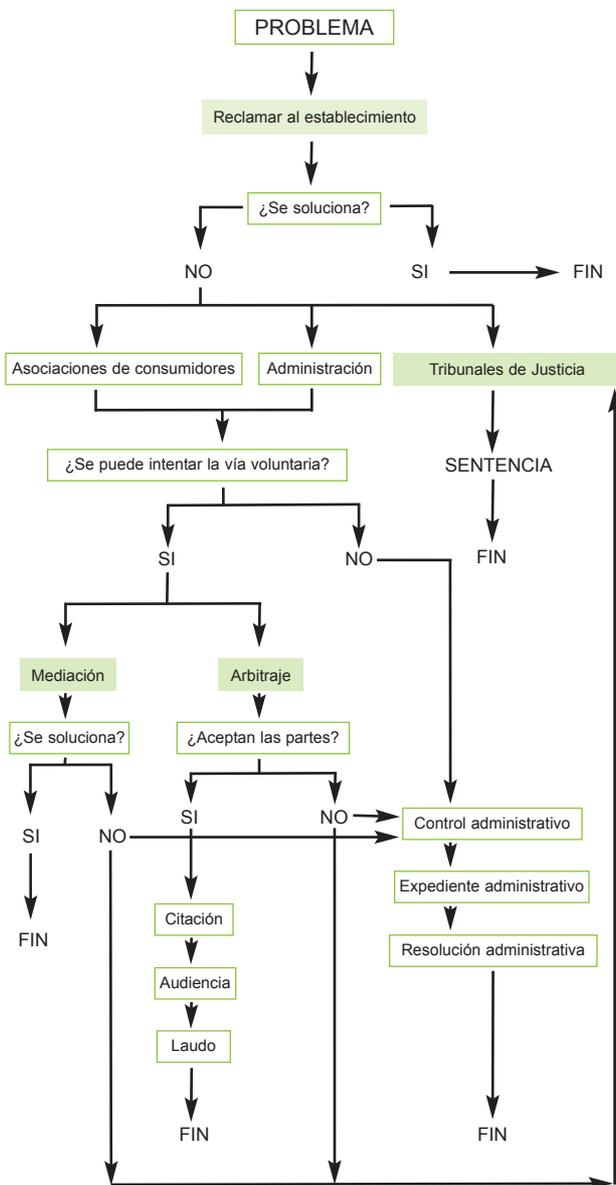 PROBLEMA
Reclamar al establecimiento
¿Se soluciona?
NO
SI
FIN
Asociaciones de consumidores
Administración
Tribunales de Justicia
¿Se puede intentar la vía voluntaria?
SENTENCIA
SI
NO
FIN
Mediación
Arbitraje
¿Se soluciona?
¿Aceptan las partes?
SI
NO
SI
NO
Control administrativo
Expediente administrativo
Citación
FIN
Resolución administrativa
Audiencia
Laudo
FIN
FIN